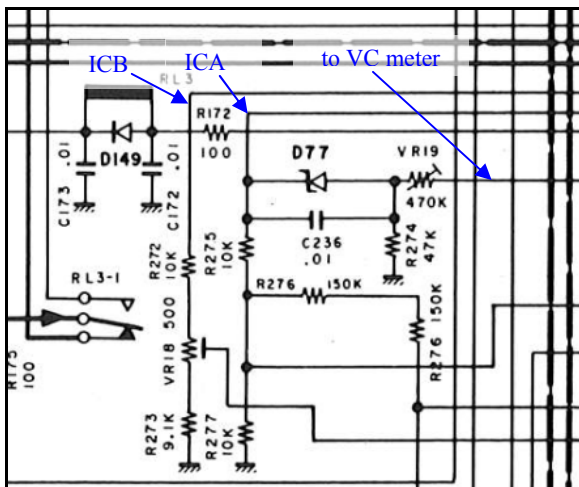 ICB
ICA
to VC meter
RL3
R172
100
D77
VR19
470K
.01
D149
.01
C173
C172
C236
.01
R274
47K
R272
10K
R275
10K
R276
150K
150K
R276
RL3-1
500
VR18
R175
100
R273
9.1K
R277
10K